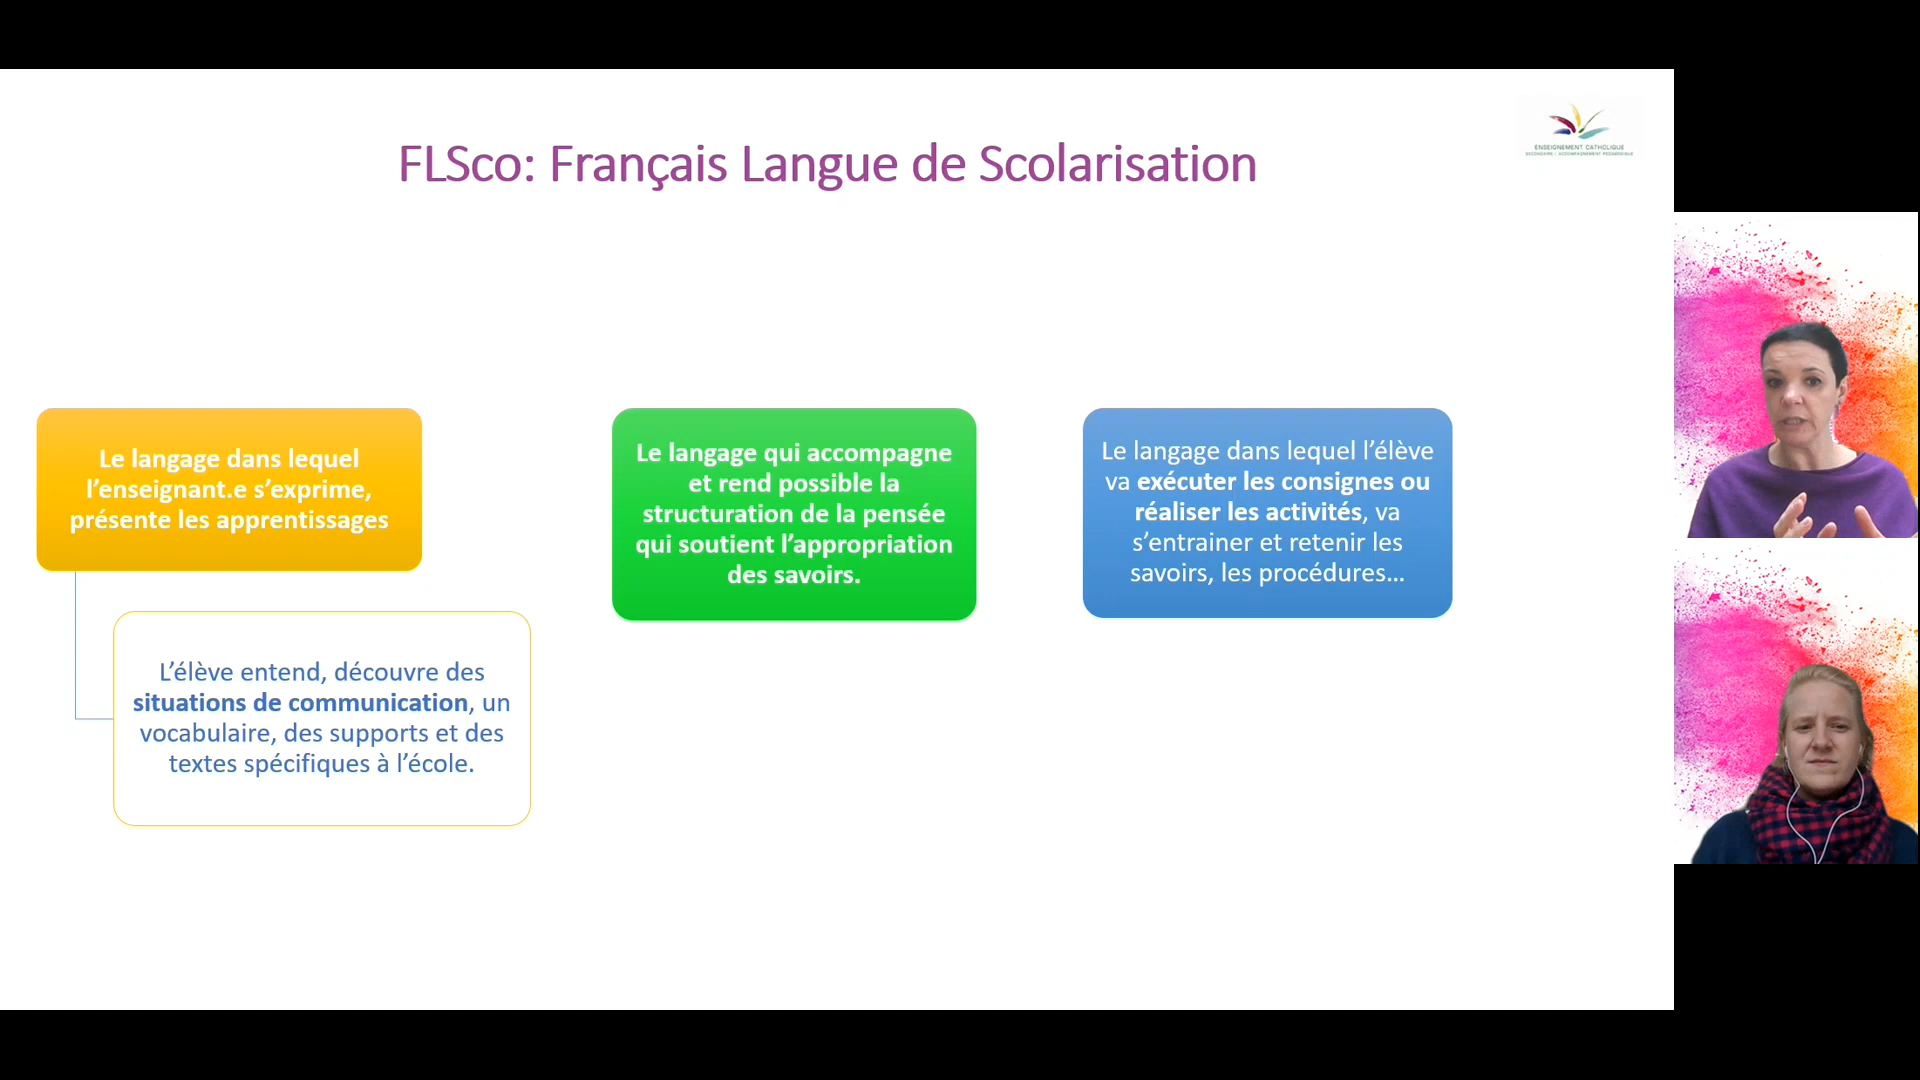 FLSco: Français Langue de Scolarisation
ENSEIGNEMENT CATHOLIQUE
SECONDAIRE | ACCOMPAGNEMENT PÉDAGOGIQUE
Le langage dans lequel
l’enseignant.e s’exprime,
présente les apprentissages
L’élève entend, découvre des
situations de communication, un
vocabulaire, des supports et des
textes spécifiques à l’école.
Le langage qui accompagne
et rend possible la
structuration de la pensée
qui soutient l’appropriation
des savoirs.
Le langage dans lequel l’élève
va exécuter les consignes ou
réaliser les activités, va
s’entrainer et retenir les
savoirs, les procédures…